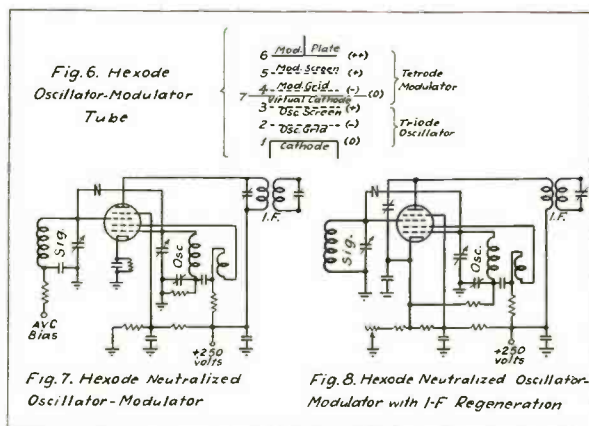 Fig.6. Hexode
Oscillator-Modulator
Tube
6 Mod. Plate (++)
5 Mod. Screen (+)
4 Mod. Grid (-)
7 Virtual Cathode (0)
3 Osc. Screen (+)
2 Osc. Grid (-)
1 Cathode (0)
Tetrode
Modulator
Triode
Oscillator
Sig.
Osc.
I.F.
AVC
Bias
+250
volts
Fig.7. Hexode Neutralized
Oscillator-Modulator
Sig.
Osc.
I.F.
+250
volts
Fig.8. Hexode Neutralized Oscillator-
Modulator with I-F Regeneration